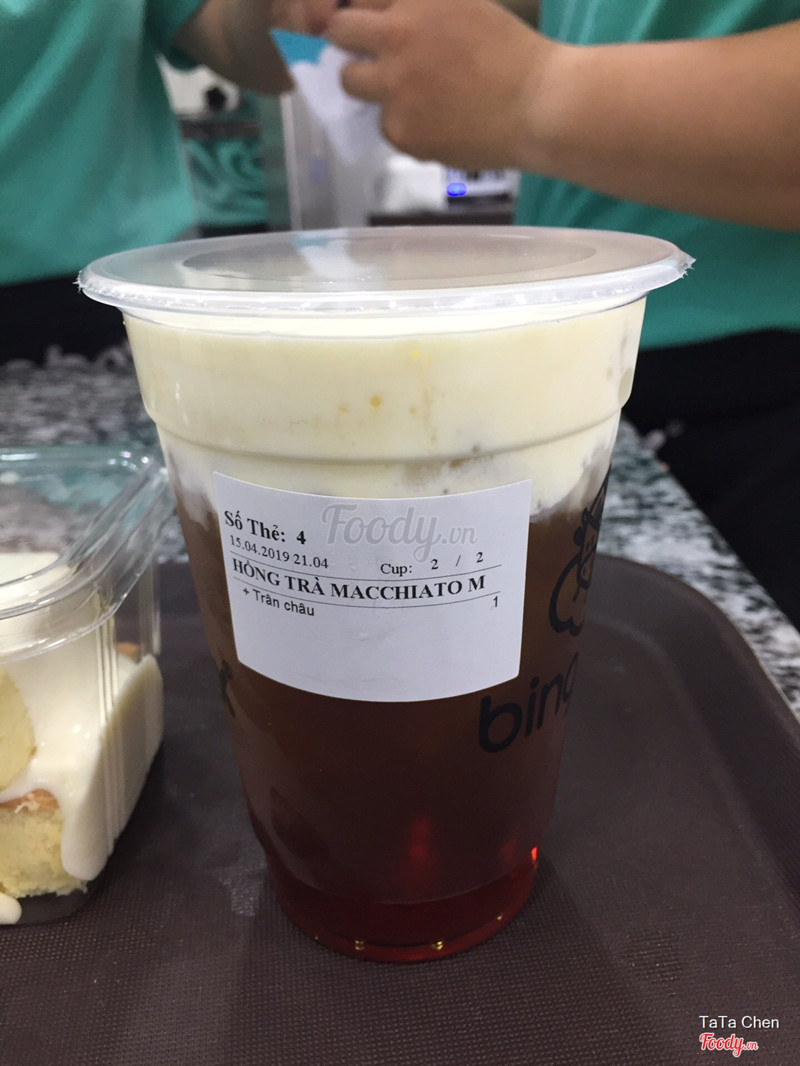 Số Thẻ: 4
15.04.2019 21.04 Cup: 2 / 2
HỒNG TRÀ MACCHIATO M
+ Trân châu 1
Foody.vn
bing
TaTa Chen
Foody.vn